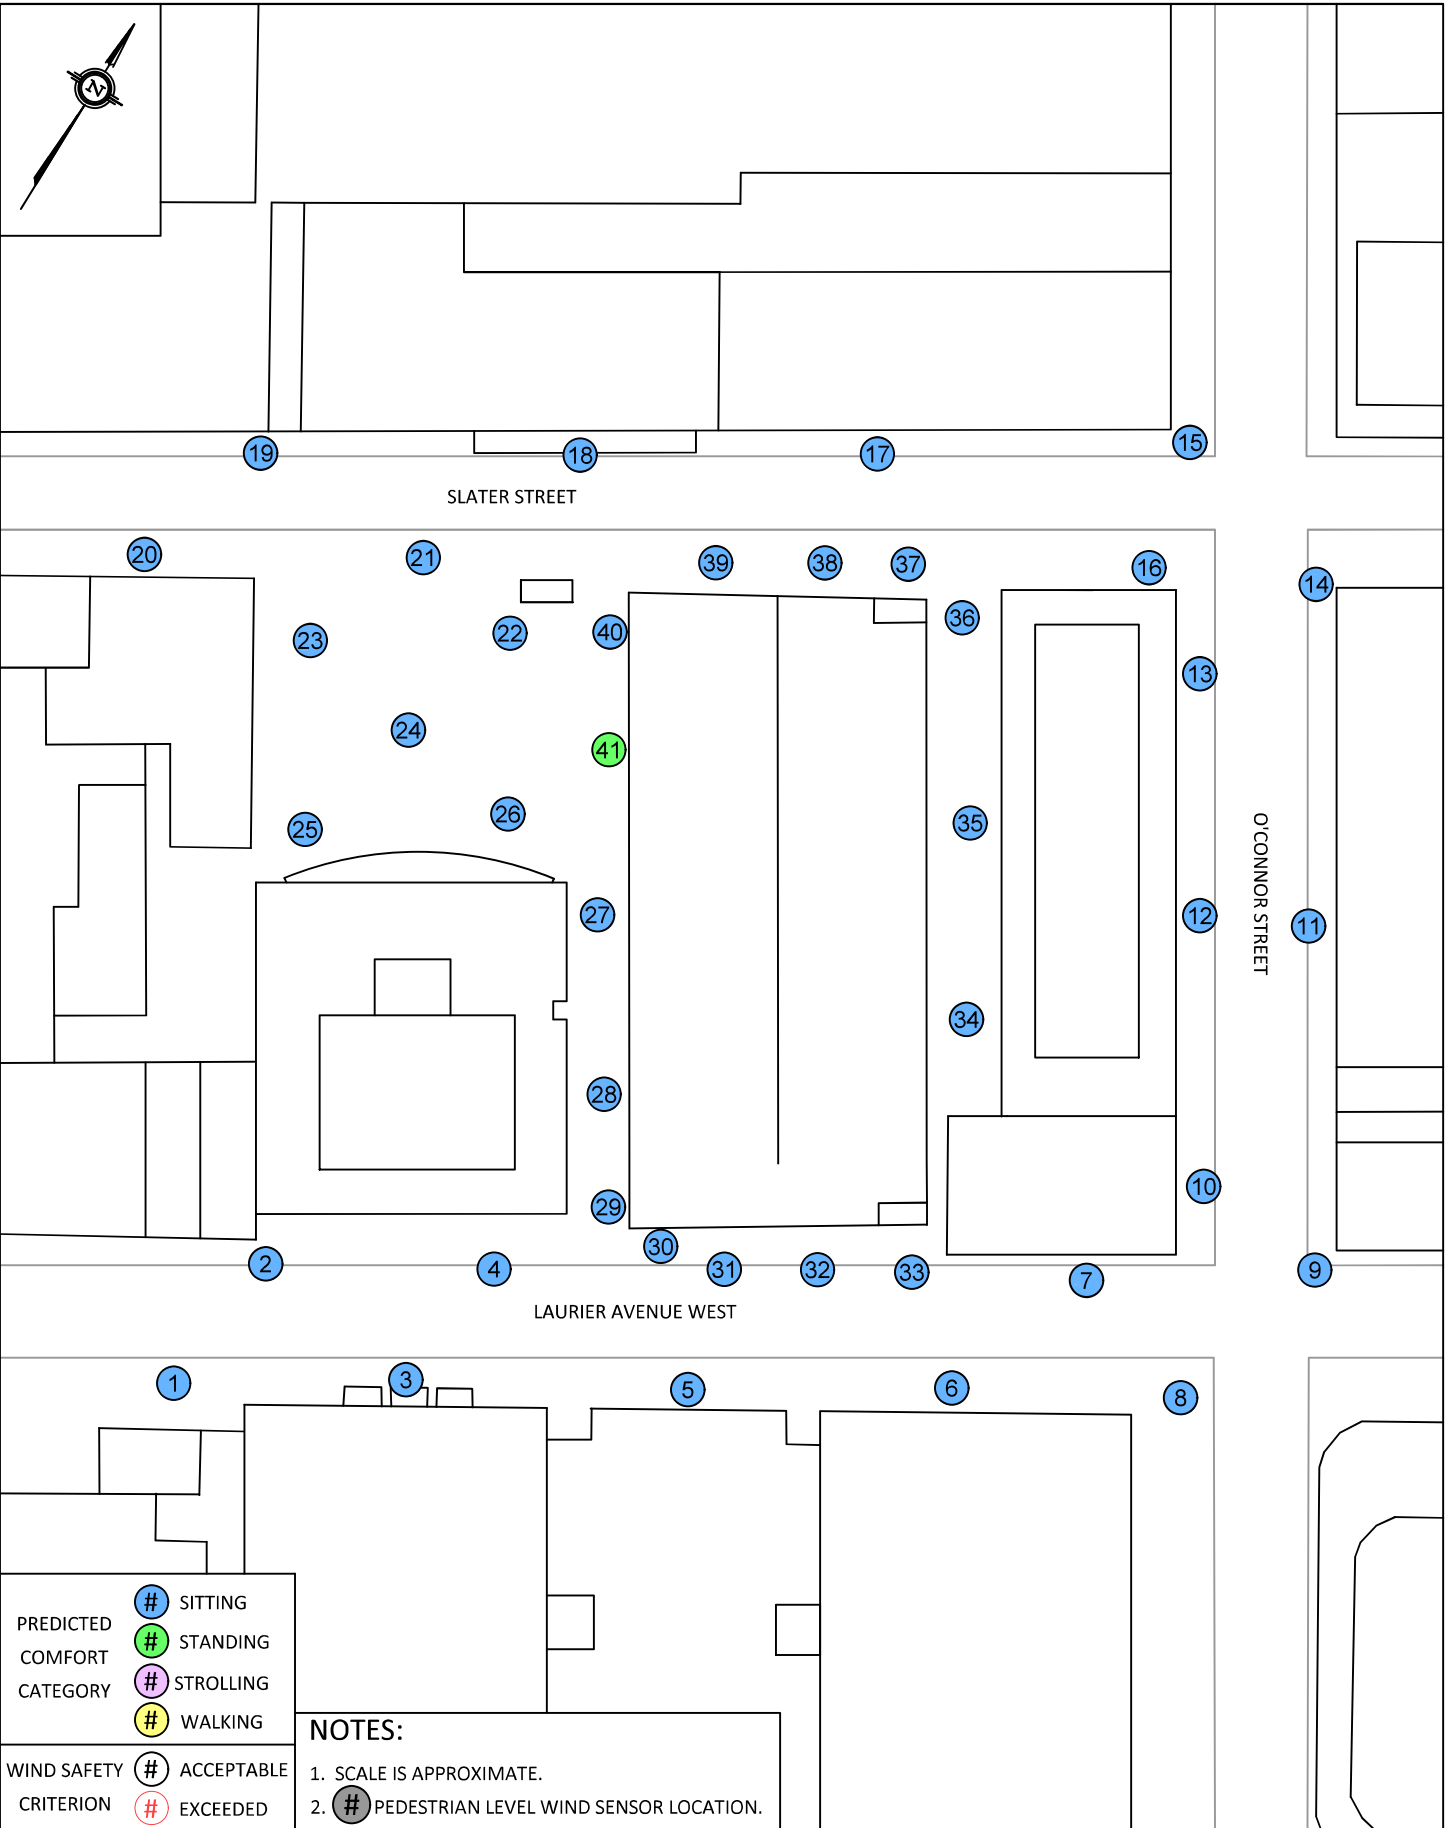 N
19
18
17
15
SLATER STREET
20
21
39
38
37
16
14
23
22
40
36
13
24
41
25
26
35
O'CONNOR STREET
27
12
11
34
28
29
10
30
2
4
31
32
33
7
9
LAURIER AVENUE WEST
1
3
5
6
8
PREDICTED
COMFORT
CATEGORY
# SITTING
# STANDING
# STROLLING
# WALKING
WIND SAFETY
CRITERION
# ACCEPTABLE
# EXCEEDED
NOTES:
1. SCALE IS APPROXIMATE.
2. # PEDESTRIAN LEVEL WIND SENSOR LOCATION.